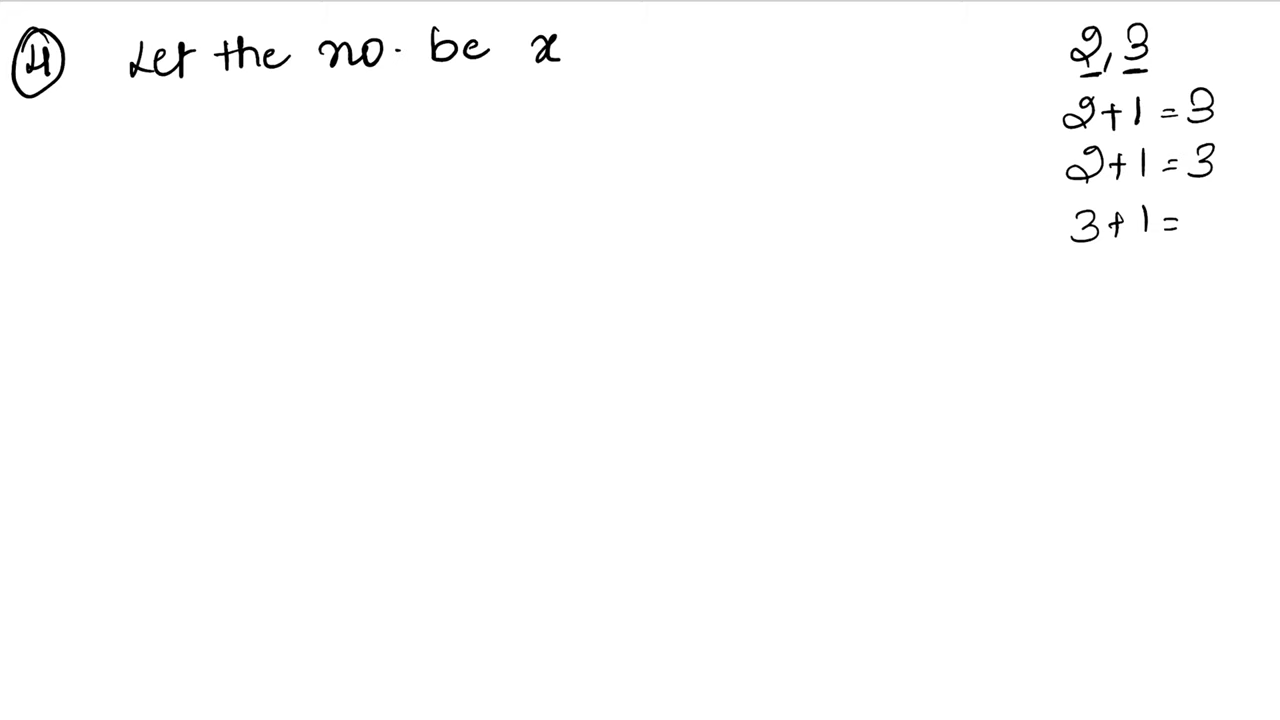 4 Let the no. be x
2, 3
2+1=3
2+1=3
3+1=